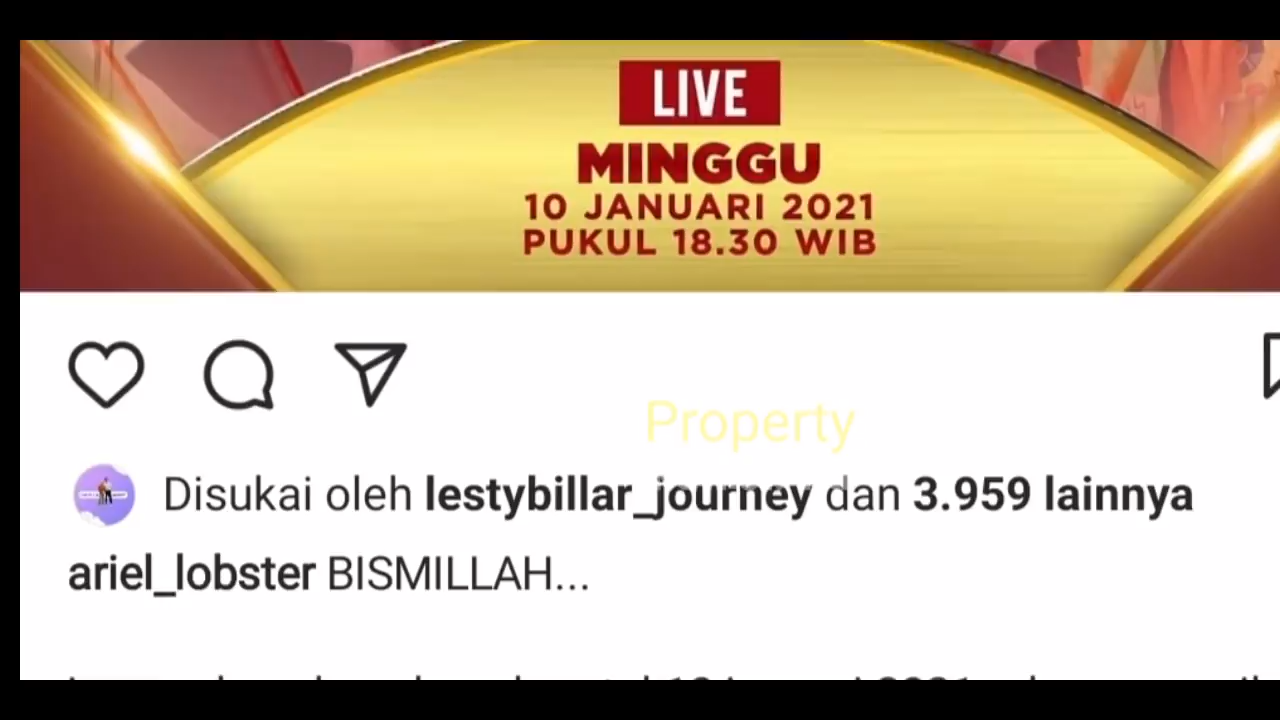 LIVE
MINGGU
10 JANUARI 2021
PUKUL 18.30 WIB
Property
Disukai oleh lestybillar_journey dan 3.959 lainnya
ariel_lobster BISMILLAH...